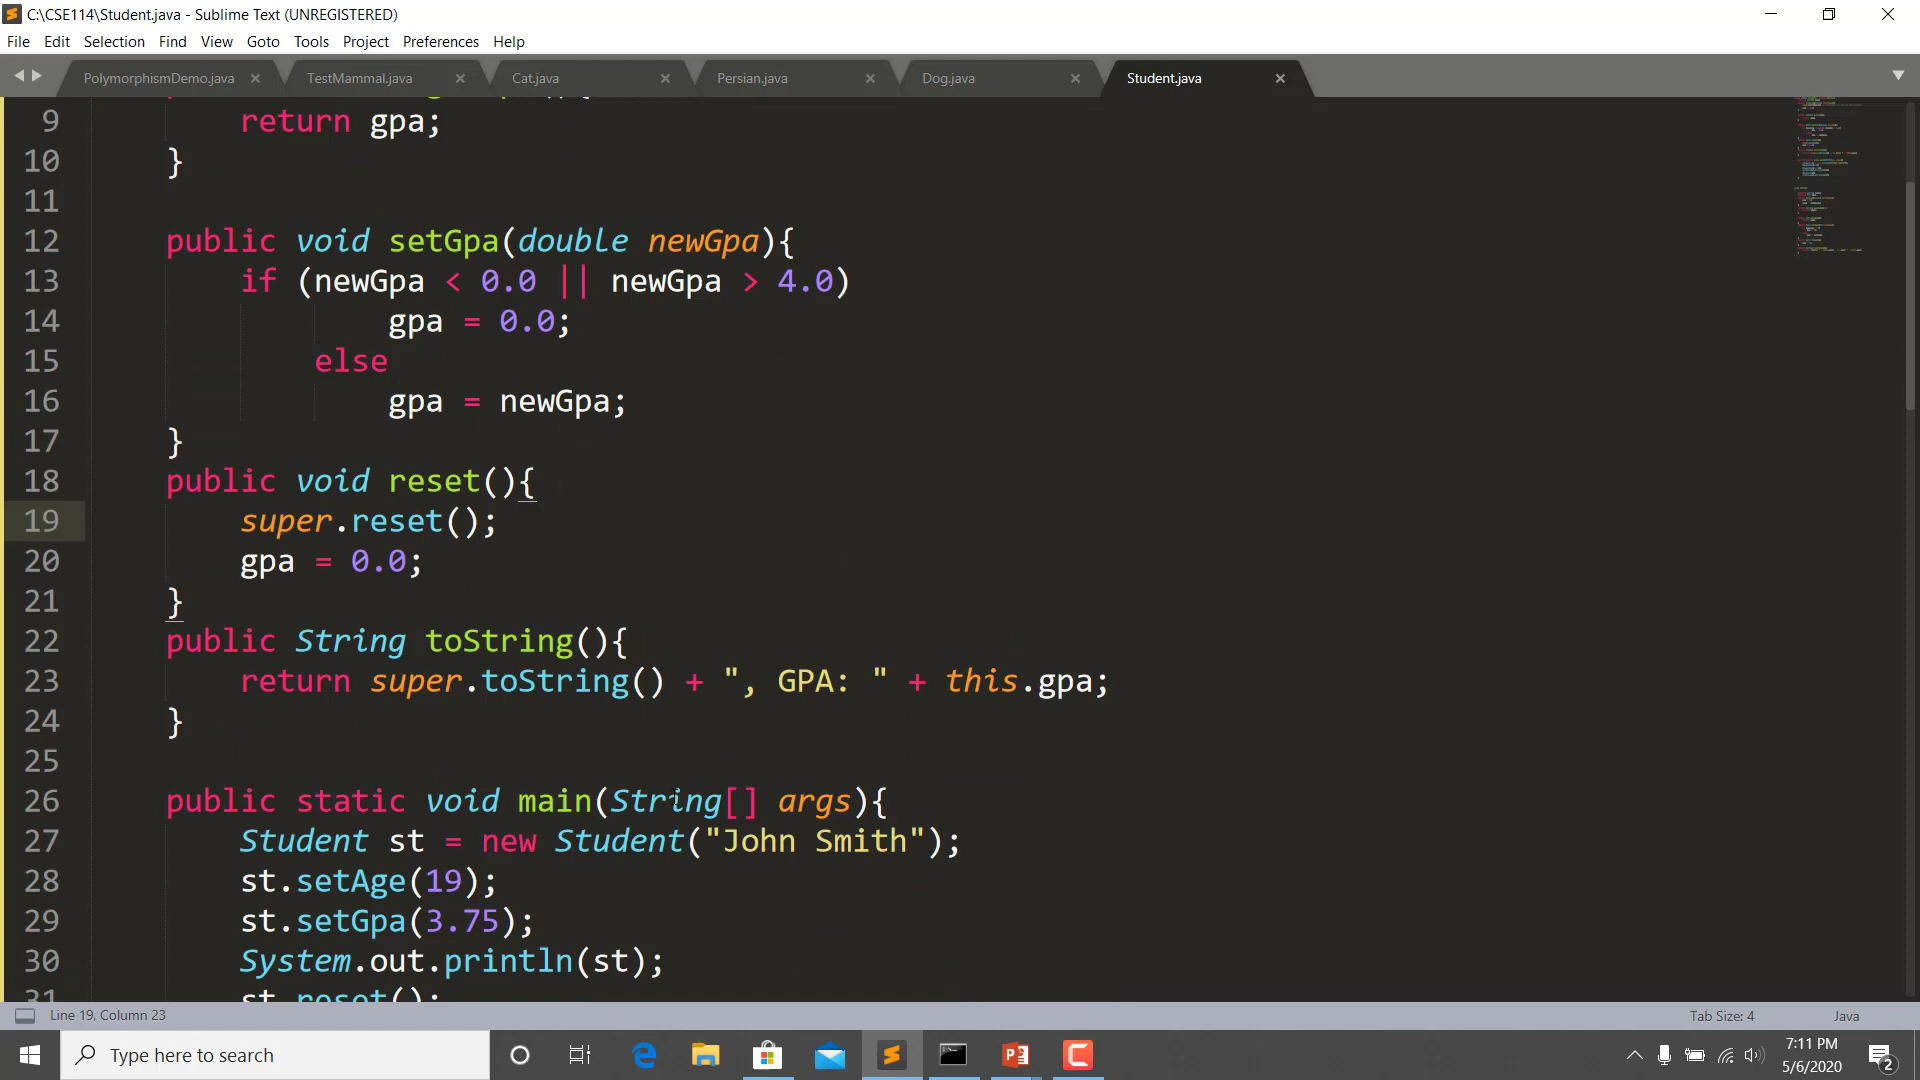 C:\CSE114\Student.java - Sublime Text (UNREGISTERED)
File Edit Selection Find View Goto Tools Project Preferences Help
PolymorphismDemo.java TestMammal.java Cat.java Persian.java Dog.java Student.java
9 return gpa;
10 }
11
12 public void setGpa(double newGpa){
13 if (newGpa < 0.0 || newGpa > 4.0)
14 gpa = 0.0;
15 else
16 gpa = newGpa;
17 }
18 public void reset(){
19 super.reset();
20 gpa = 0.0;
21 }
22 public String toString(){
23 return super.toString() + ", GPA: " + this.gpa;
24 }
25
26 public static void main(String[] args){
27 Student st = new Student("John Smith");
28 st.setAge(19);
29 st.setGpa(3.75);
30 System.out.println(st);
31 st.reset();
Line 19, Column 23 Tab Size: 4 Java
Type here to search
7:11 PM
5/6/2020
2